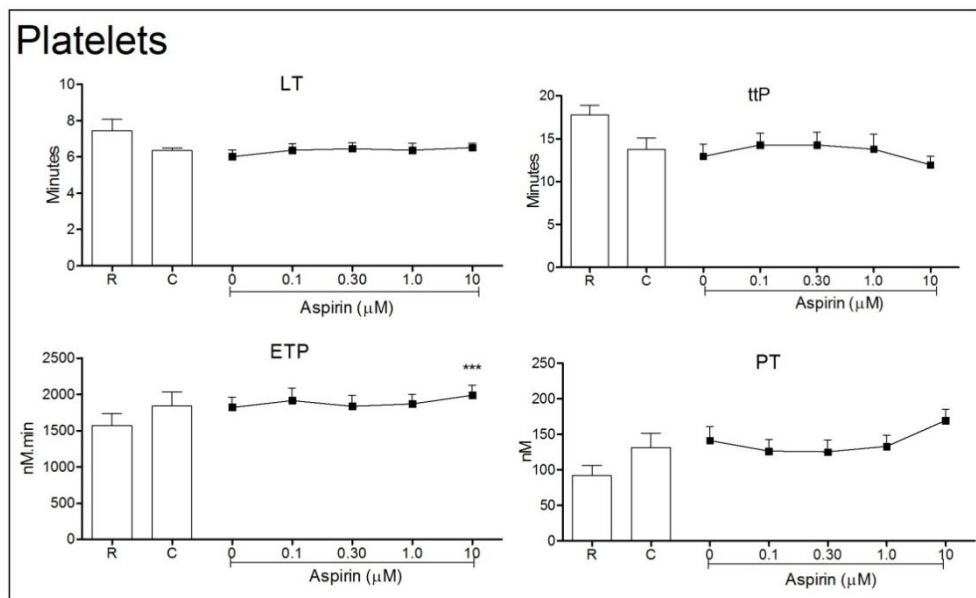 Platelets
LT
10
8
6
4
2
0
Minutes
R C 0 0.1 0.30 1.0 10
Aspirin (μM)
ttP
20
15
10
5
0
Minutes
R C 0 0.1 0.30 1.0 10
Aspirin (μM)
ETP
2500
2000
1500
1000
500
0
nM.min
***
R C 0 0.1 0.30 1.0 10
Aspirin (μM)
PT
250
200
150
100
50
0
nM
R C 0 0.1 0.30 1.0 10
Aspirin (μM)